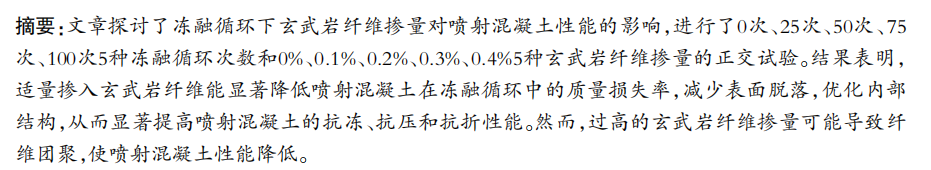 摘要:文章探讨了冻融循环下玄武岩纤维掺量对喷射混凝土性能的影响,进行了0次、25次、50次、75
次、100次5种冻融循环次数和0%、0.1%、0.2%、0.3%、0.4%5种玄武岩纤维掺量的正交试验。结果表明,
适量掺入玄武岩纤维能显著降低喷射混凝土在冻融循环中的质量损失率,减少表面脱落,优化内部
结构,从而显著提高喷射混凝土的抗冻、抗压和抗折性能。然而,过高的玄武岩纤维掺量可能导致纤
维团聚,使喷射混凝土性能降低。